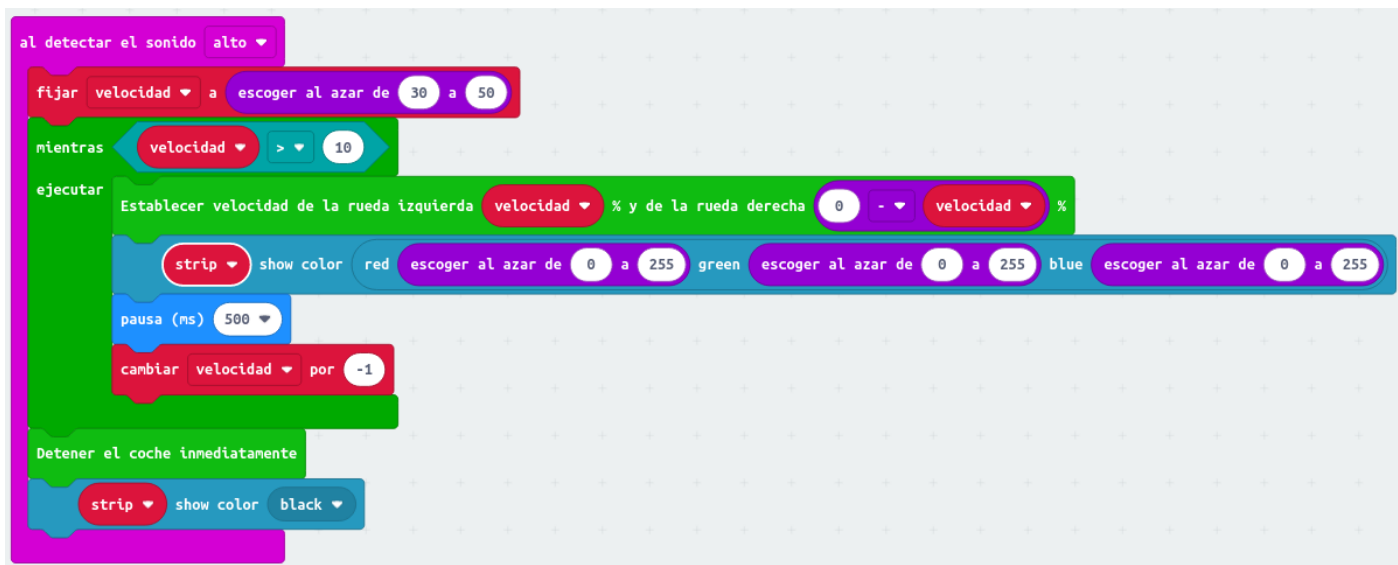 al detectar el sonido alto
fijar velocidad a escoger al azar de 30 a 50
mientras velocidad > 10
ejecutar
Establecer velocidad de la rueda izquierda velocidad % y de la rueda derecha 0 - velocidad %
strip show color red escoger al azar de 0 a 255 green escoger al azar de 0 a 255 blue escoger al azar de 0 a 255
pausa (ms) 500
cambiar velocidad por -1
Detener el coche inmediatamente
strip show color black